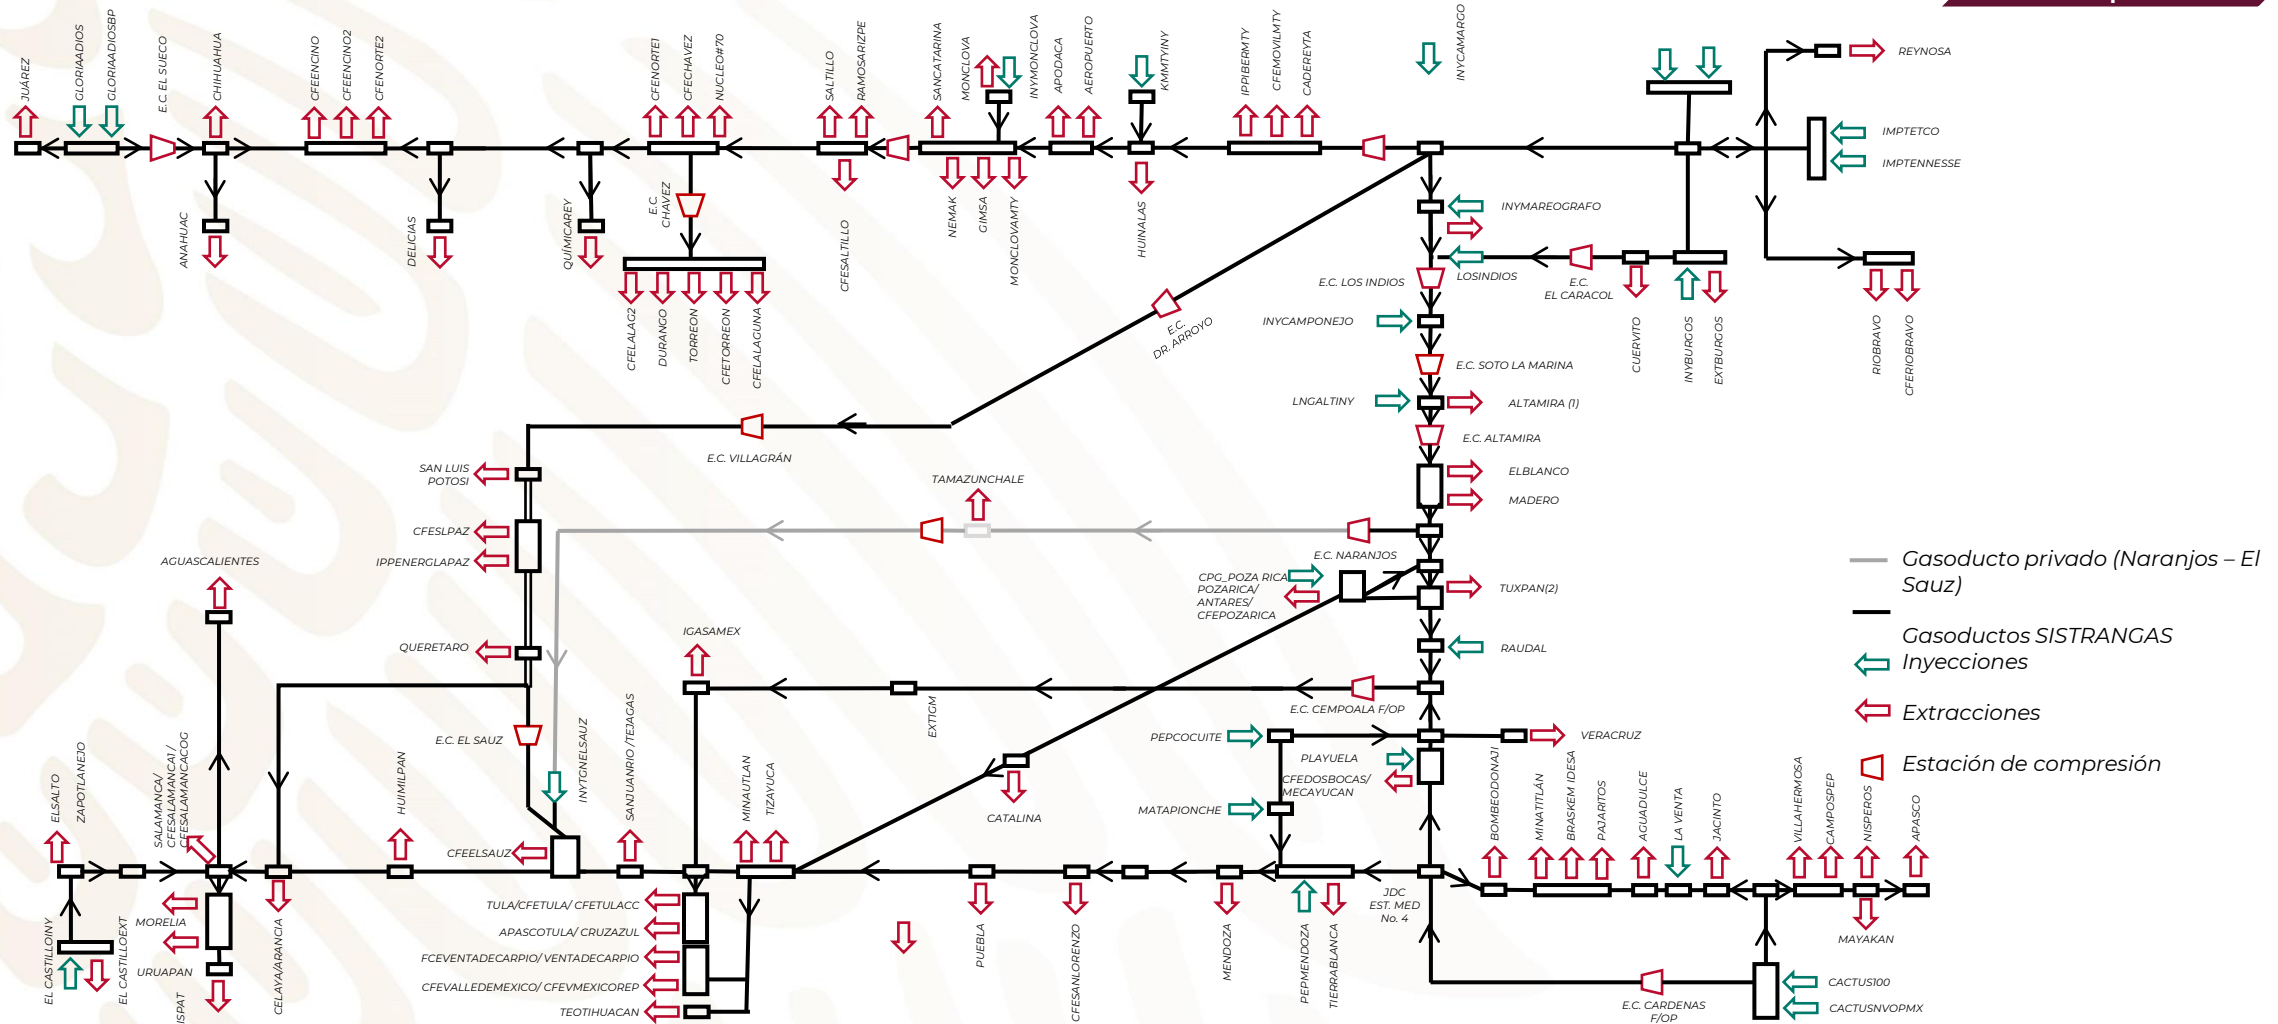 JUÁREZ
GLORIAADIOS
GLORIAADIOSBP
E.C. EL SUECO
CHIHUAHUA
CFEENCINO
CFEENCINO2
CFENORTE2
CFENORTE1
CFECHAVEZ
NUCLEO#70
SALTILLO
RAMOSARIZPE
SANCATARINA
MONCLOVA
INYMONCLOVA
APODACA
AEROPUERTO
KMMTYINY
IPPIBERMTY
CFEMOVILMTY
CADEREYTA
INYCAMARGO
REYNOSA
IMPTETCO
IMPTENNESSE
ANAHUAC
DELICIAS
QUÍMICAREY
E.C.
CHAVEZ
CFESALTILLO
NEMAK
GIMSA
MONCLOVAMTY
HUINALAS
INYMAREOGRAFO
LOSINDIOS
E.C. LOS INDIOS
E.C.
EL CARACOL
CUERVITO
INYBURGOS
EXTBURGOS
RIOBRAVO
CFERIOBRAVO
CFELALAG2
DURANGO
TORREON
CFETORREON
CFELALAGUNA
E.C.
DR. ARROYO
INYCAMPONEJO
E.C. SOTO LA MARINA
LNGALTINY
ALTAMIRA (1)
E.C. ALTAMIRA
E.C. VILLAGRÁN
SAN LUIS
POTOSI
TAMAZUNCHALE
ELBLANCO
MADERO
CFESLPAZ
IPPENERGLAPAZ
E.C. NARANJOS
AGUASCALIENTES
CPG_POZA RICA
POZARICA/
ANTARES/
CFEPOZARICA
TUXPAN(2)
QUERETARO
IGASAMEX
RAUDAL
EXTIGM
E.C. CEMPOALA F/OP
E.C. EL SAUZ
INYTGNELSAUZ
PEPCOCUITE
PLAYUELA
VERACRUZ
CFEDOSBOCAS/
MECAYUCAN
MATAPIONCHE
CATALINA
ELSALTO
ZAPOTLANEJO
SALAMANCA/
CFESALAMANCA1 /
CFESALAMANCACOG
HUIMILPAN
CFEELSAUZ
SANJUANRIO /TEJAGAS
MINAUTLAN
TIZAYUCA
BOMBEODONAJI
MINATITLÁN
BRASKEM IDESA
PAJARITOS
AGUADULCE
LA VENTA
JACINTO
VILLAHERMOSA
CAMPOSPEP
NISPEROS
APASCO
JDC
EST. MED
No. 4
MAYAKAN
EL CASTILLOINY
EL CASTILLOEXT
MORELIA
URUAPAN
ISPAT
CELAYA/ARANCIA
TULA/CFETULA/ CFETULACC
APASCOTULA/ CRUZAZUL
FCEVENTADECARPIO/ VENTADECARPIO
CFEVALLEDEMEXICO/ CFEVMEXICOREP
TEOTIHUACAN
PUEBLA
CFESANLORENZO
MENDOZA
PEPMENDOZA
TIERRABLANCA
E.C. CARDENAS
F/OP
CACTUS100
CACTUSNVOPMX
Gasoducto privado (Naranjos – El
Sauz)
Gasoductos SISTRANGAS
Inyecciones
Extracciones
Estación de compresión